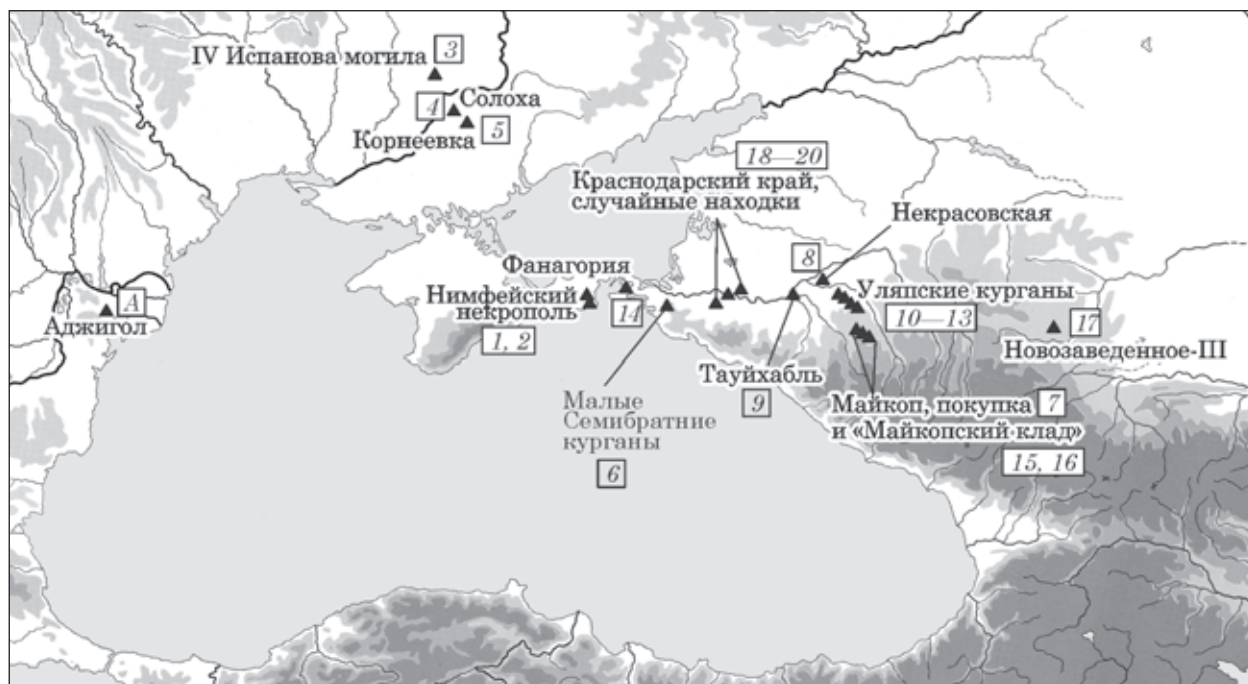 3
IV Испанова могила
4
Солоха
Корнеевка
5
18—20
Краснодарский край,
случайные находки
Некрасовская
8
Фанагория
А
Аджигол
Нимфейский
некрополь
1, 2
14
Уляпские курганы
10—13
17
Новозаведенное-III
Тауйхабль
9
Малые
Семибратние
курганы
6
Майкоп, покупка
7
и «Майкопский клад»
15, 16